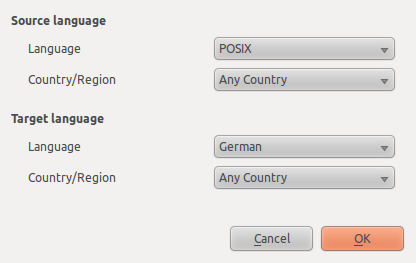 Source language
Language POSIX
Country/Region Any Country
Target language
Language German
Country/Region Any Country
Cancel OK